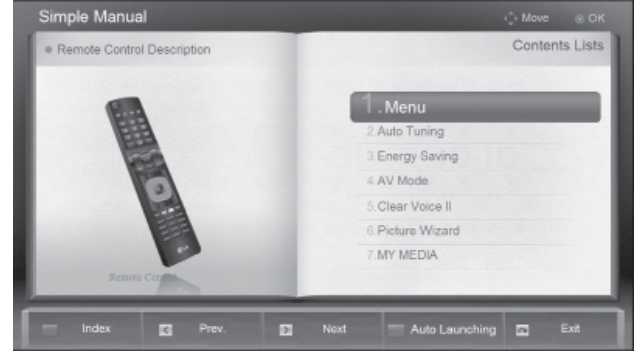 Simple Manual
Move
OK
Remote Control Description
Contents Lists
1.Menu
2.Auto Tuning
3.Energy Saving
4.AV Mode
5.Clear Voice II
6.Picture Wizard
7.MY MEDIA
LG
Remote Control
Index
Prev.
Next
Auto Launching
Exit